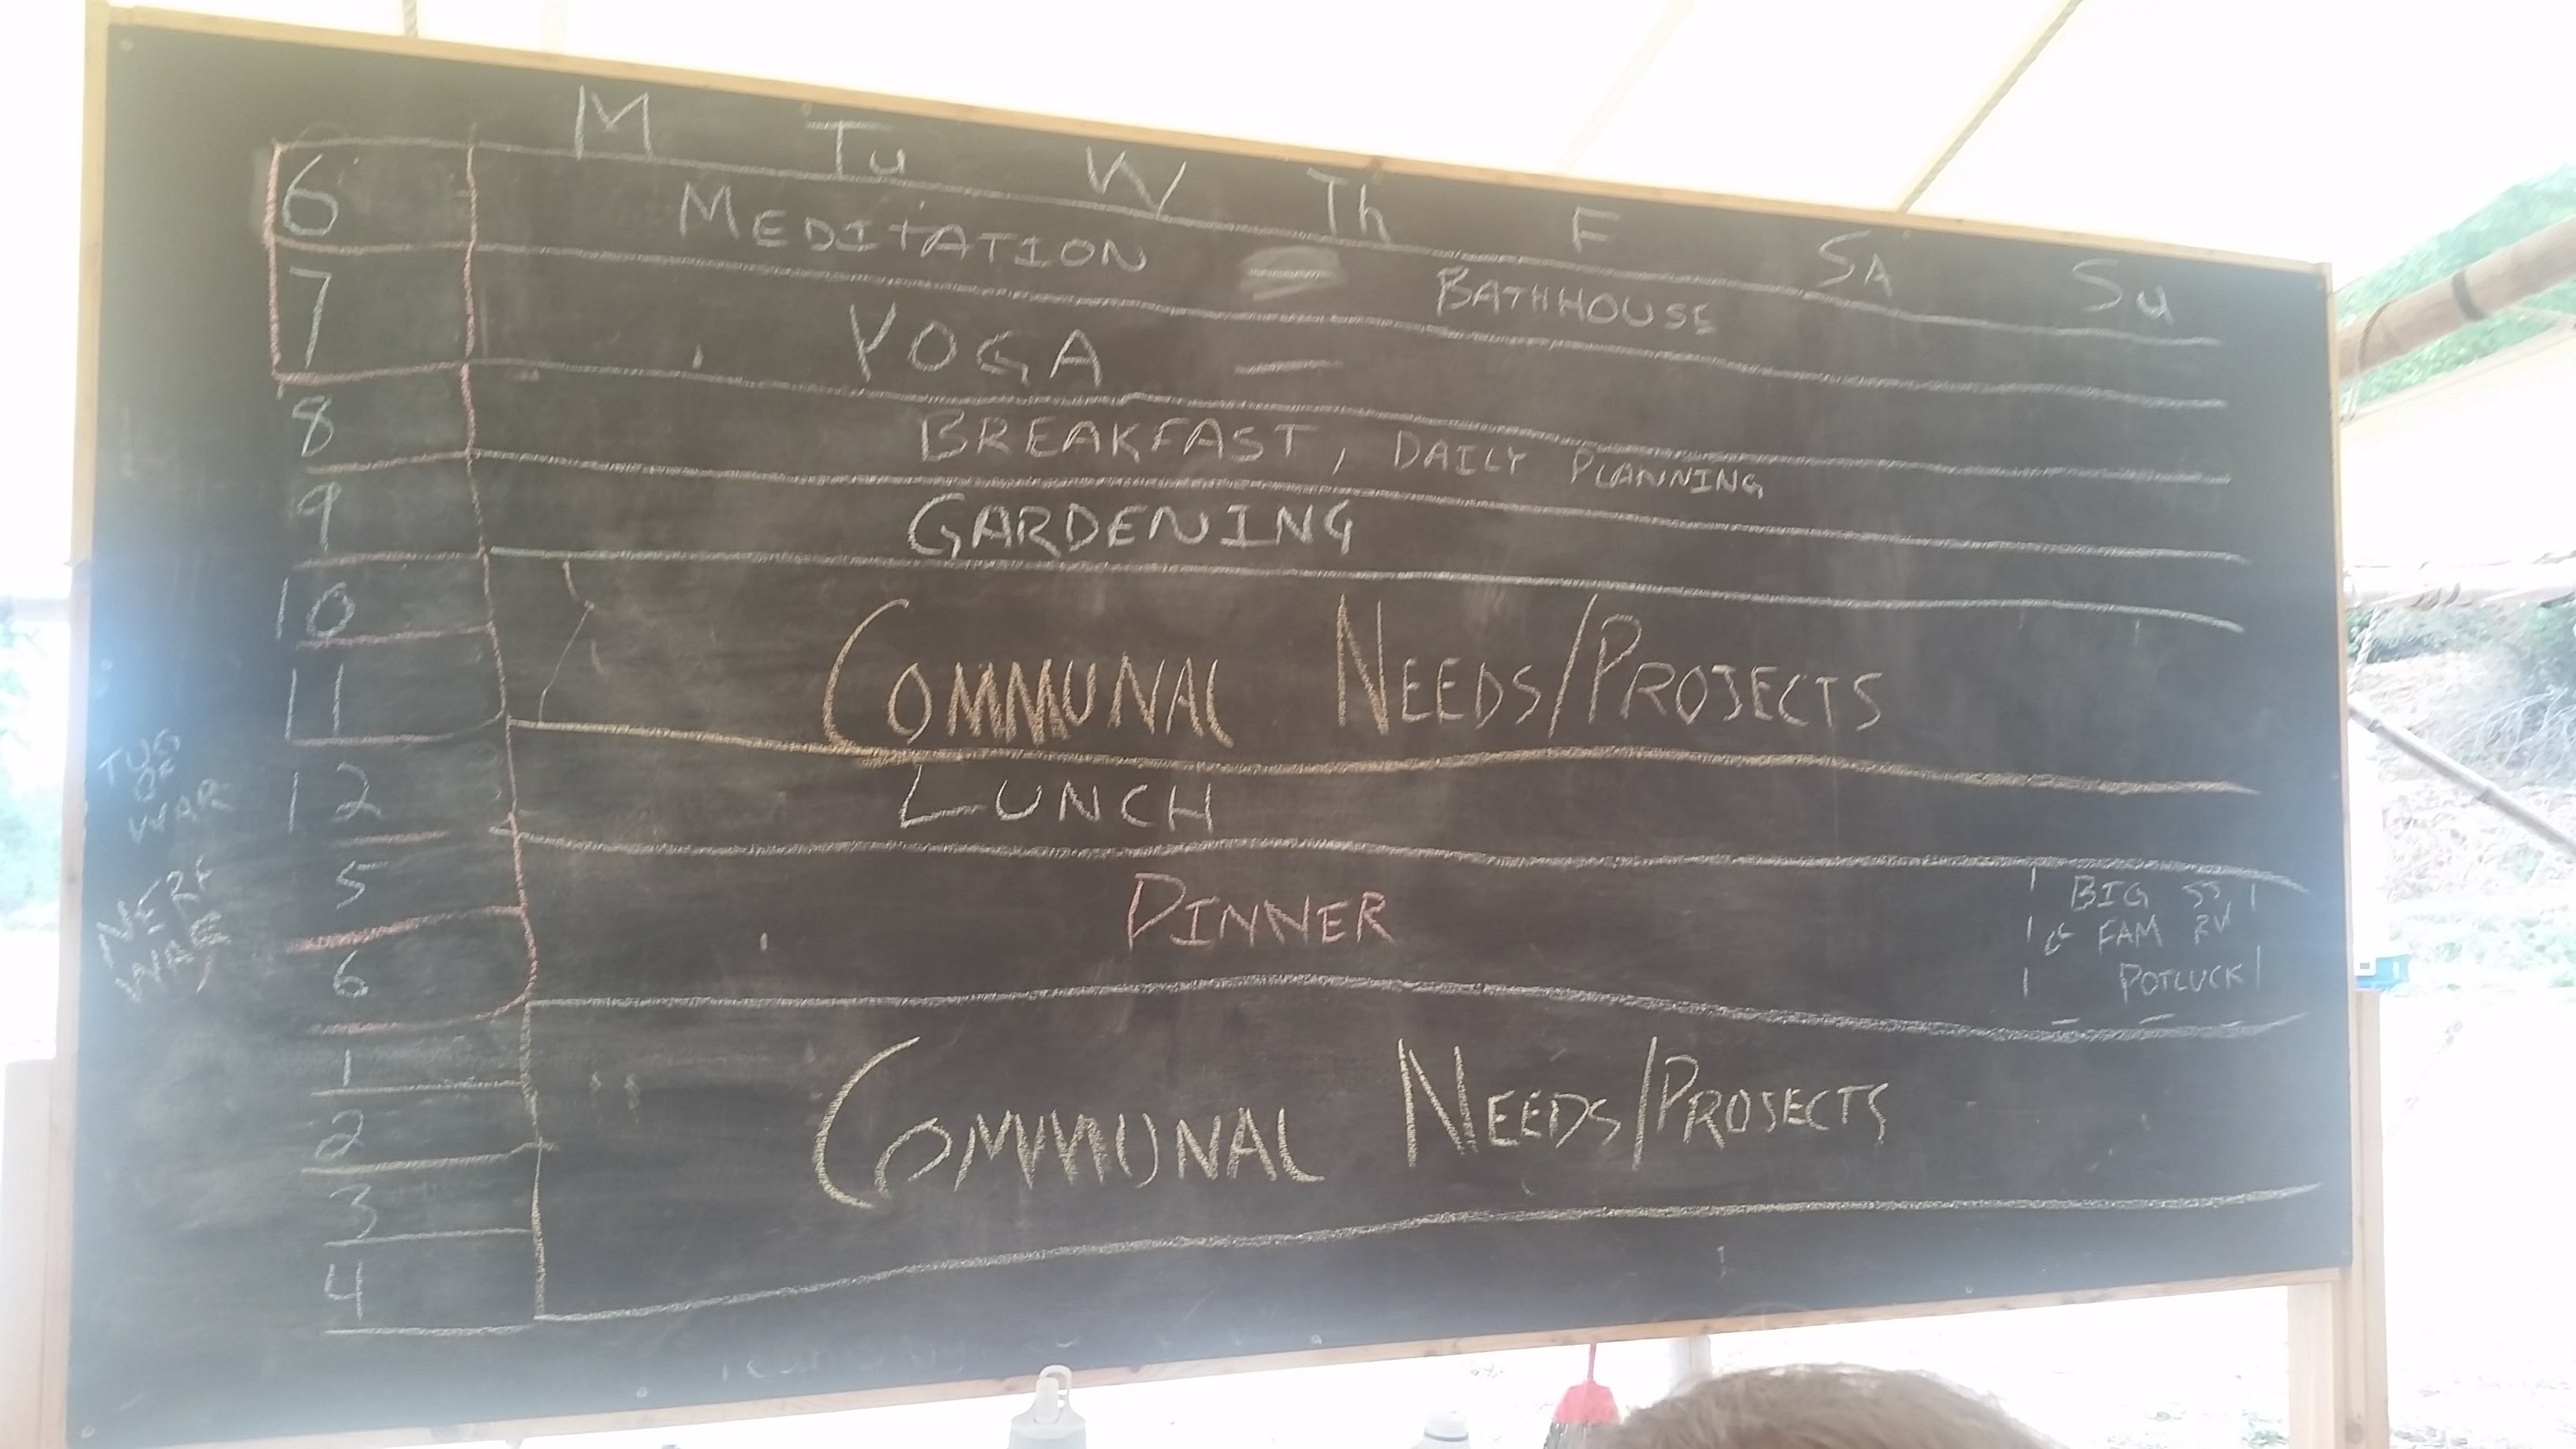 M Tu W Th F SA Su
6 MEDITATION BATHHOUSE
7 YOGA —
8 BREAKFAST, DAILY PLANNING
9 GARDENING
10
11 COMMUNAL NEEDS/PROJECTS
12 LUNCH
TUG
OF
WAR
5 DINNER
6
NERF
WAR
BIG
FAM
POTLUCK
1
2 COMMUNAL NEEDS/PROJECTS
3
4